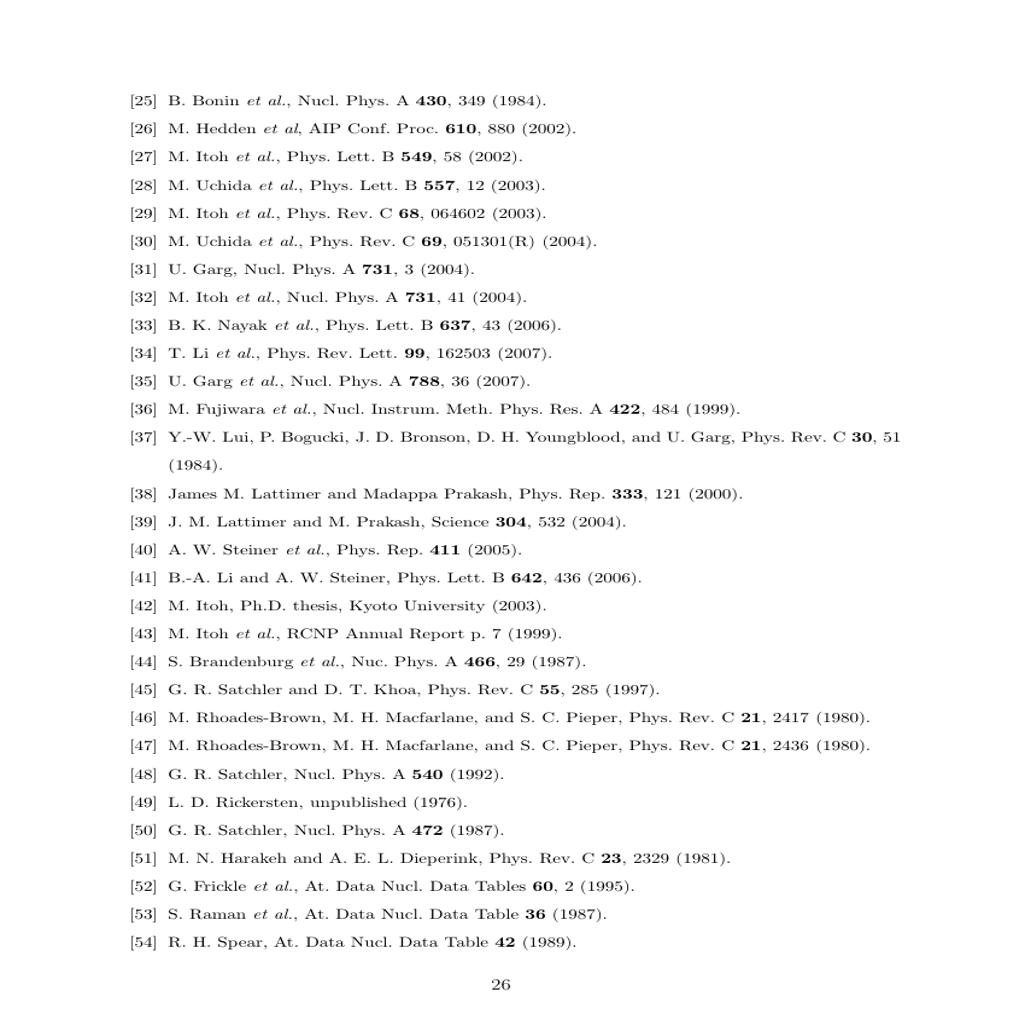 [25] B. Bonin et al., Nucl. Phys. A 430, 349 (1984).
[26] M. Hedden et al, AIP Conf. Proc. 610, 880 (2002).
[27] M. Itoh et al., Phys. Lett. B 549, 58 (2002).
[28] M. Uchida et al., Phys. Lett. B 557, 12 (2003).
[29] M. Itoh et al., Phys. Rev. C 68, 064602 (2003).
[30] M. Uchida et al., Phys. Rev. C 69, 051301(R) (2004).
[31] U. Garg, Nucl. Phys. A 731, 3 (2004).
[32] M. Itoh et al., Nucl. Phys. A 731, 41 (2004).
[33] B. K. Nayak et al., Phys. Lett. B 637, 43 (2006).
[34] T. Li et al., Phys. Rev. Lett. 99, 162503 (2007).
[35] U. Garg et al., Nucl. Phys. A 788, 36 (2007).
[36] M. Fujiwara et al., Nucl. Instrum. Meth. Phys. Res. A 422, 484 (1999).
[37] Y.-W. Lui, P. Bogucki, J. D. Bronson, D. H. Youngblood, and U. Garg, Phys. Rev. C 30, 51
(1984).
[38] James M. Lattimer and Madappa Prakash, Phys. Rep. 333, 121 (2000).
[39] J. M. Lattimer and M. Prakash, Science 304, 532 (2004).
[40] A. W. Steiner et al., Phys. Rep. 411 (2005).
[41] B.-A. Li and A. W. Steiner, Phys. Lett. B 642, 436 (2006).
[42] M. Itoh, Ph.D. thesis, Kyoto University (2003).
[43] M. Itoh et al., RCNP Annual Report p. 7 (1999).
[44] S. Brandenburg et al., Nuc. Phys. A 466, 29 (1987).
[45] G. R. Satchler and D. T. Khoa, Phys. Rev. C 55, 285 (1997).
[46] M. Rhoades-Brown, M. H. Macfarlane, and S. C. Pieper, Phys. Rev. C 21, 2417 (1980).
[47] M. Rhoades-Brown, M. H. Macfarlane, and S. C. Pieper, Phys. Rev. C 21, 2436 (1980).
[48] G. R. Satchler, Nucl. Phys. A 540 (1992).
[49] L. D. Rickersten, unpublished (1976).
[50] G. R. Satchler, Nucl. Phys. A 472 (1987).
[51] M. N. Harakeh and A. E. L. Dieperink, Phys. Rev. C 23, 2329 (1981).
[52] G. Frickle et al., At. Data Nucl. Data Tables 60, 2 (1995).
[53] S. Raman et al., At. Data Nucl. Data Table 36 (1987).
[54] R. H. Spear, At. Data Nucl. Data Table 42 (1989).
26